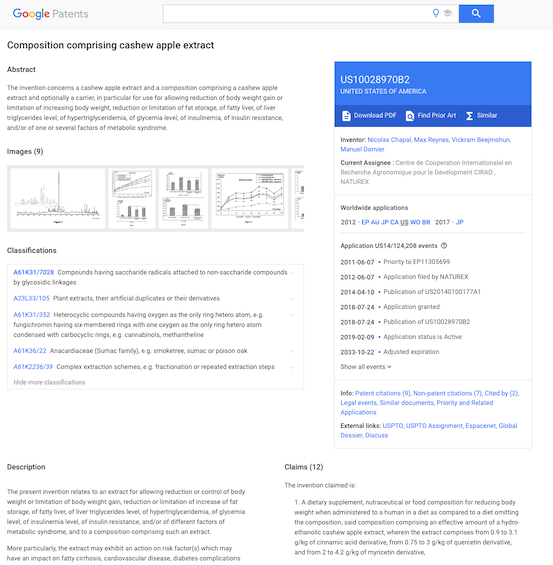 Google Patents
Composition comprising cashew apple extract
Abstract
The invention concerns a cashew apple extract and a composition comprising a cashew
apple extract and optionally a carrier, in particular for use for allowing reduction of body weight gain or
limitation of increasing body weight, reduction or limitation of fat storage, of fatty liver, of liver
triglycerides level, of hypertriglyceridemia, of glycemia level, of insulinemia, of insulin resistance,
and/or of one or several factors of metabolic syndrome.
Images (9)
Classifications
A61K31/7028 Compounds having saccharide radicals attached to non-saccharide compounds
by glycosidic linkages
A23L33/105 Plant extracts, their artificial duplicates or their derivatives
A61K31/352 Heterocyclic compounds having oxygen as the only ring hetero atom, e.g.
fungichromin having six-membered rings with one oxygen as the only ring hetero atom
condensed with carbocyclic rings, e.g. cannabinols, methantheline
A61K36/22 Anacardiaceae (Sumac family), e.g. smoketree, sumac or poison oak
A61K2236/39 Complex extraction schemes, e.g. fractionation or repeated extraction steps
Hide more classifications
US10028970B2
UNITED STATES OF AMERICA
Download PDF Find Prior Art Similar
Inventor: Nicolas Chapal, Max Reynes, Vickram Beejmohun,
Manuel Dornier
Current Assignee : Centre de Cooperation Internationalel en
Recherche Agronomique pour le Development CIRAD ,
NATUREX
Worldwide applications
2012 · EP AU JP CA US WO BR 2017 · JP
Application US14/124,208 events
2011-06-07 • Priority to EP11305699
2012-06-07 • Application filed by NATUREX
2014-04-10 • Publication of US20140100177A1
2018-07-24 • Application granted
2018-07-24 • Publication of US10028970B2
2019-02-09 • Application status is Active
2033-10-22 • Adjusted expiration
Show all events
Info: Patent citations (9), Non-patent citations (7), Cited by (2),
Legal events, Similar documents, Priority and Related
Applications
External links: USPTO, USPTO Assignment, Espacenet, Global
Dossier, Discuss
Description
The present invention relates to an extract for allowing reduction or control of body
weight or limitation of body weight gain, reduction or limitation of increase of fat
storage, of fatty liver, of liver triglycerides level, of hypertriglyceridemia, of glycemia
level, of insulinemia level, of insulin resistance, and/or of different factors of
metabolic syndrome, and to a composition comprising such an extract.
More particularly, the extract may exhibit an action on risk factor(s) which may
have an impact on fatty cirrhosis, cardiovascular disease, diabetes complications
Claims (12)
The invention claimed is:
1. A dietary supplement, nutraceutical or food composition for reducing body
weight when administered to a human in a diet as compared to a diet omitting
the composition, said composition comprising an effective amount of a hydro-
ethanolic cashew apple extract, wherein the extract comprises from 0.9 to 3.1
g/kg of cinnamic acid derivative, from 0.75 to 3 g/kg of quercetin derivative,
and from 2 to 4.2 g/kg of myricetin derivative,